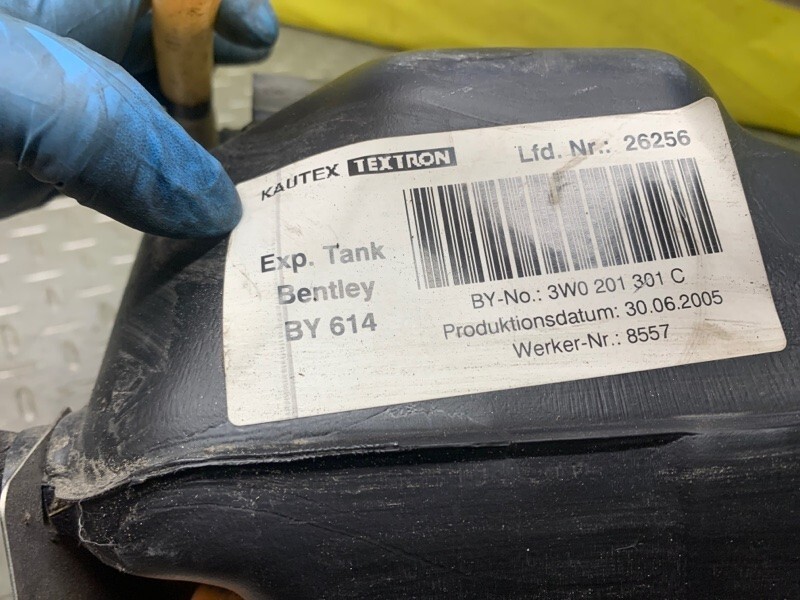 KAUTEX TEXTRON
Lfd. Nr.: 26256
Exp. Tank
Bentley
BY 614
BY-No.: 3W0 201 301 C
Produktionsdatum: 30.06.2005
Werker-Nr.: 8557